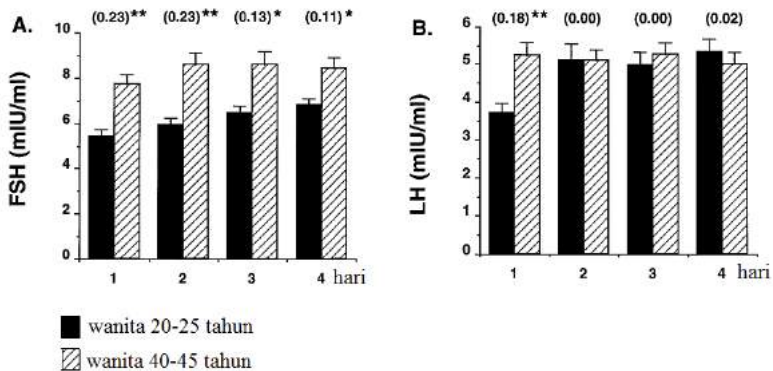 A.
(0.23)** (0.23)** (0.13)* (0.11)*
FSH (mIU/ml)
10
8
6
4
2
0
1 2 3 4 hari
B.
(0.18)** (0.00) (0.00) (0.02)
LH (mIU/ml)
6
5
4
3
2
1
0
1 2 3 4 hari
wanita 20-25 tahun
wanita 40-45 tahun